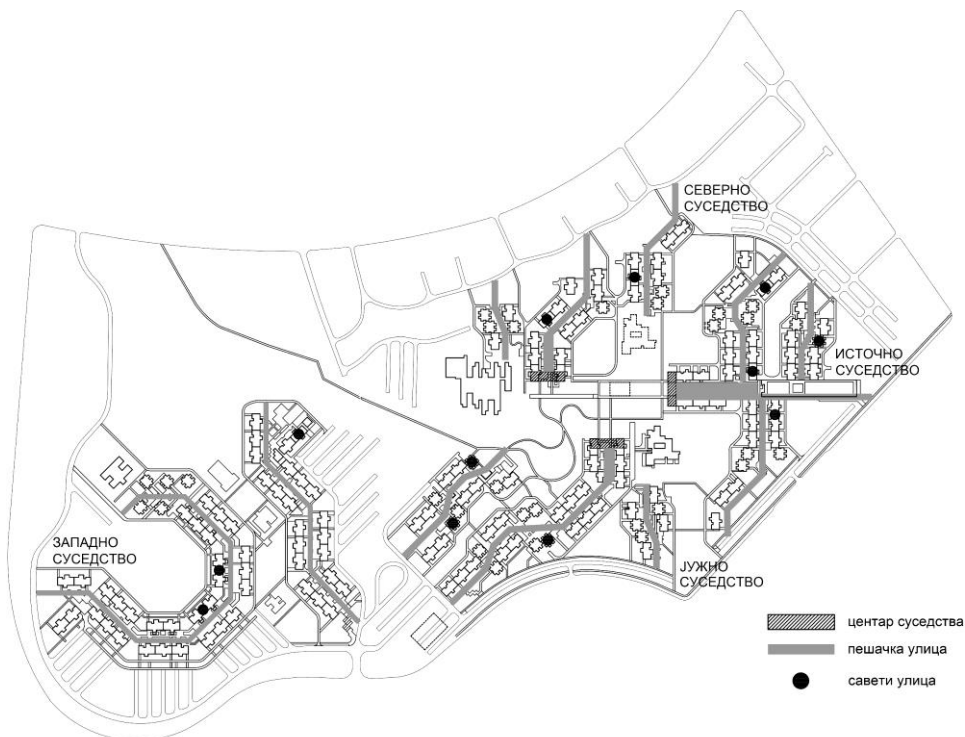 СЕВЕРНО
СУСЕДСТВО
ИСТОЧНО
СУСЕДСТВО
ЗАПАДНО
СУСЕДСТВО
ЈУЖНО
СУСЕДСТВО
центар суседства
пешачка улица
савети улица